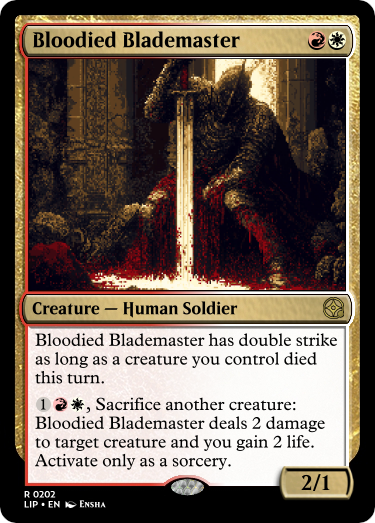 Bloodied Blademaster
Creature — Human Soldier
Bloodied Blademaster has double strike
as long as a creature you control died
this turn.
1, Sacrifice another creature:
Bloodied Blademaster deals 2 damage
to target creature and you gain 2 life.
Activate only as a sorcery.
2/1
R 0202
LIP • EN Ensha